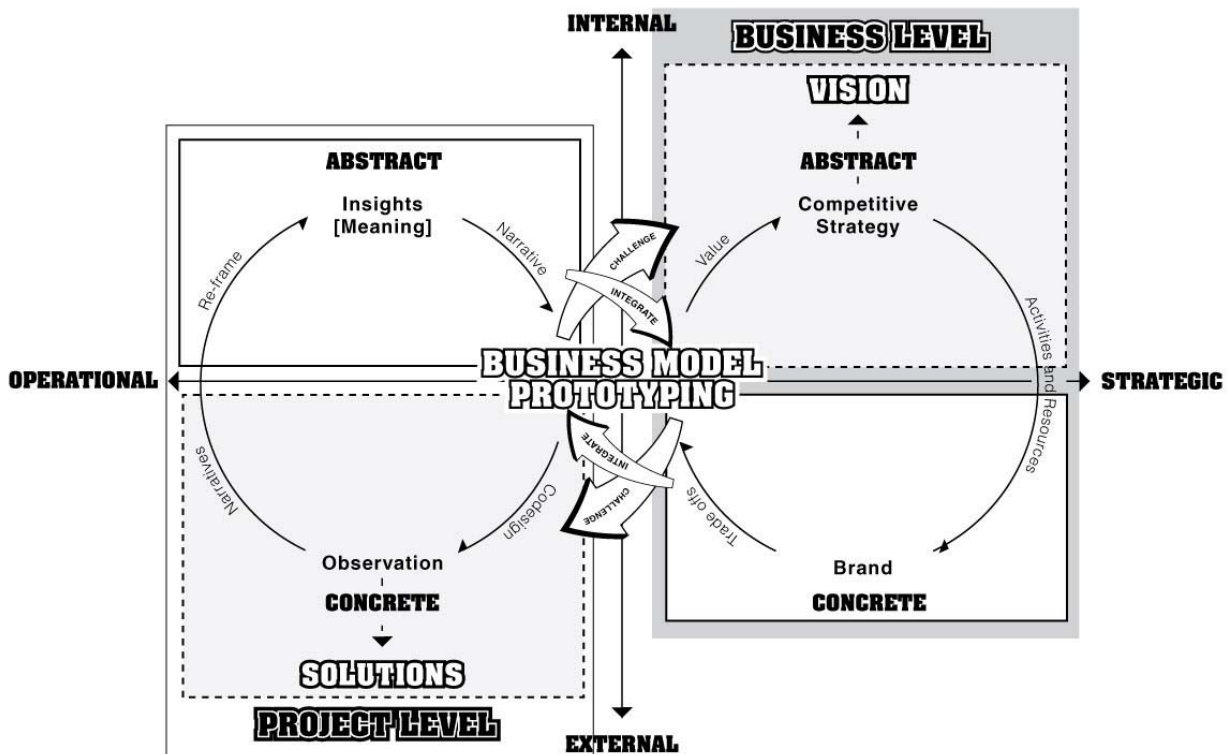 INTERNAL
BUSINESS LEVEL
VISION
ABSTRACT
ABSTRACT
Insights
[Meaning]
Competitive
Strategy
Re-frame
Narrative
CHALLENGE
INTEGRATE
Value
Activities and Resources
BUSINESS MODEL
PROTOTYPING
OPERATIONAL
STRATEGIC
Narratives
Codesign
INTEGRATE
CHALLENGE
Trade offs
Observation
Brand
CONCRETE
CONCRETE
SOLUTIONS
PROJECT LEVEL
EXTERNAL